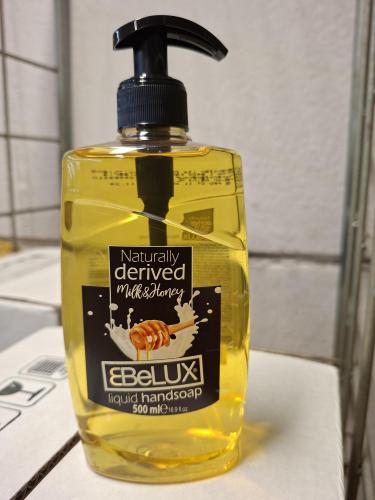 Naturally
derived
Milk & Honey
EBeLUX
liquid handsoap
500 ml e 16.9 fl oz